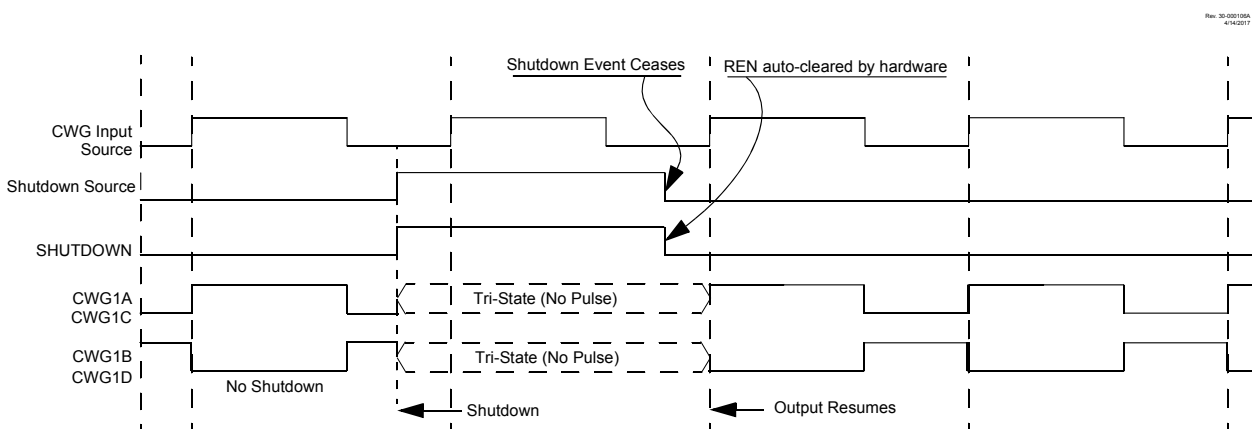 Rev. 30-000106A
4/14/2017
Shutdown Event Ceases
REN auto-cleared by hardware
CWG Input
Source
Shutdown Source
SHUTDOWN
CWG1A
CWG1C
Tri-State (No Pulse)
CWG1B
CWG1D
Tri-State (No Pulse)
No Shutdown
Shutdown
Output Resumes